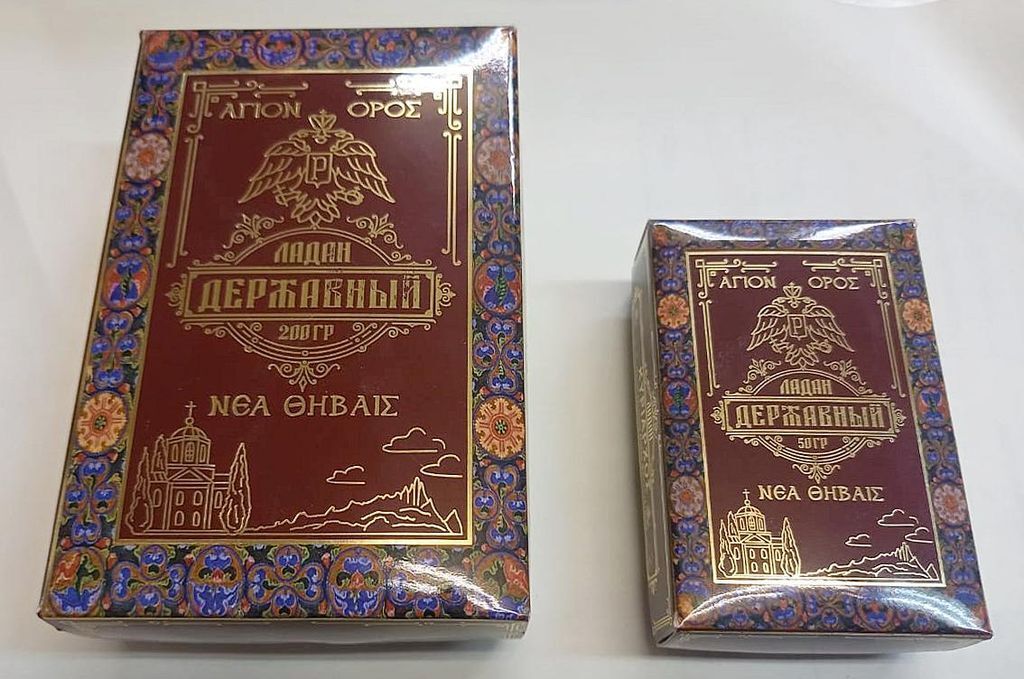 ΑΓΙΟΝ ΟΡΟΣ
Р
ЛАДАН
ДЕРЖАВНЫЙ
200 ГР
ΝΕΑ ΘΗΒΑΙΣ
ΑΓΙΟΝ ΟΡΟΣ
Р
ЛАДАН
ДЕРЖАВНЫЙ
50 ГР
ΝΕΑ ΘΗΒΑΙΣ